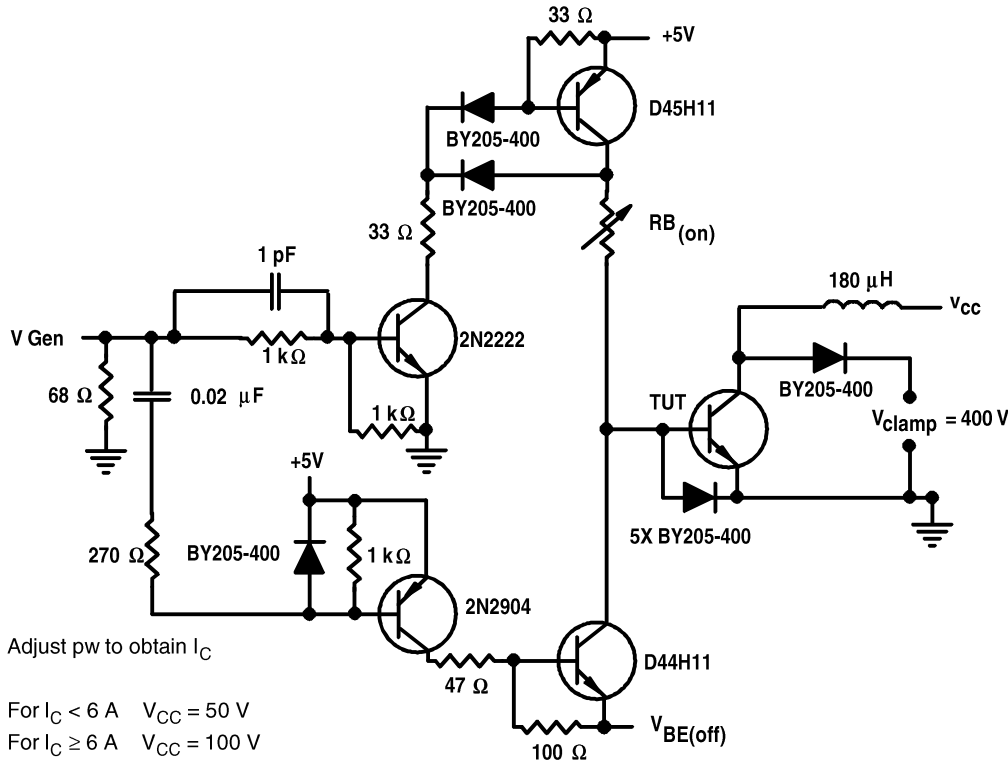 33 Ω
+5V
D45H11
BY205-400
BY205-400
33 Ω
RB(on)
1 pF
180 μH
vcc
V Gen
1 kΩ
2N2222
BY205-400
68 Ω
0.02 μF
1 kΩ
TUT
Vclamp = 400 V
+5V
5X BY205-400
270 Ω
BY205-400
1 kΩ
2N2904
Adjust pw to obtain IC
D44H11
47 Ω
For IC < 6 A VCC = 50 V
VBE(off)
For IC ≥ 6 A VCC = 100 V
100 Ω